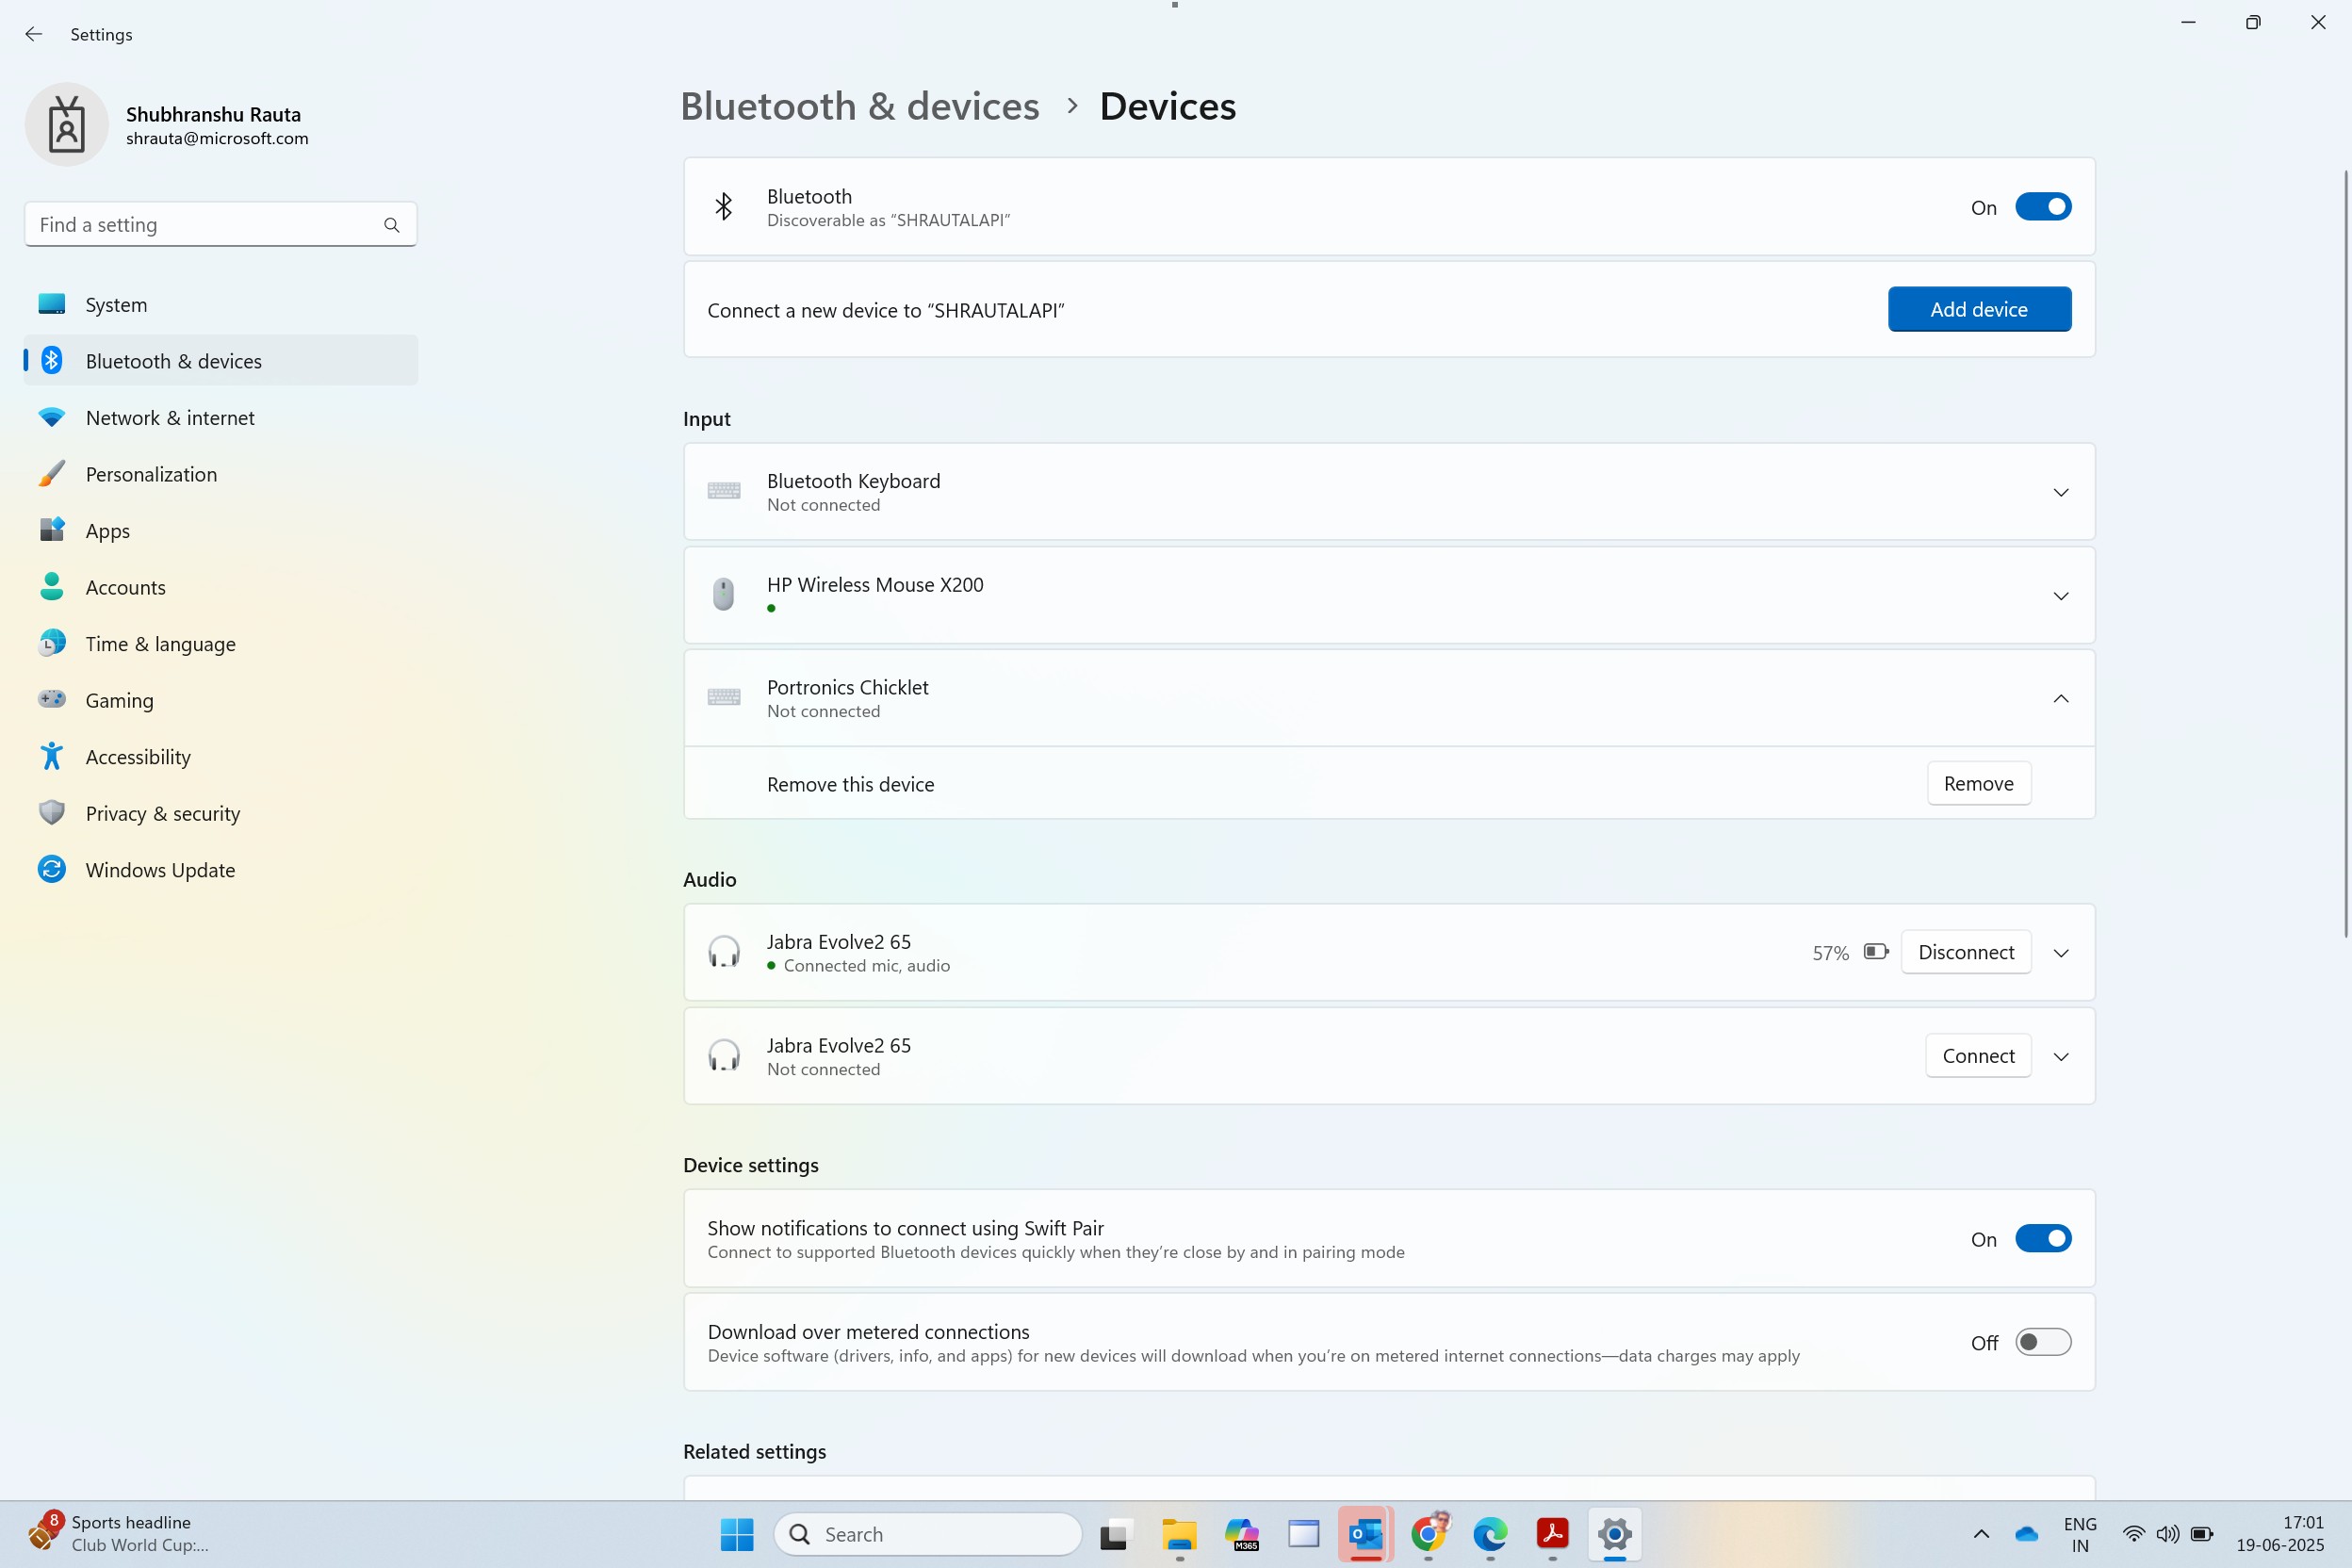 Settings
Shubhranshu Rauta
shrauta@microsoft.com
Find a setting
System
Bluetooth & devices
Network & internet
Personalization
Apps
Accounts
Time & language
Gaming
Accessibility
Privacy & security
Windows Update
Bluetooth & devices > Devices
Bluetooth
Discoverable as “SHRAUTALAPI”
On
Connect a new device to “SHRAUTALAPI”
Add device
Input
Bluetooth Keyboard
Not connected
HP Wireless Mouse X200
Portronics Chicklet
Not connected
Remove this device
Remove
Audio
Jabra Evolve2 65
Connected mic, audio
57%
Disconnect
Jabra Evolve2 65
Not connected
Connect
Device settings
Show notifications to connect using Swift Pair
Connect to supported Bluetooth devices quickly when they’re close by and in pairing mode
On
Download over metered connections
Device software (drivers, info, and apps) for new devices will download when you’re on metered internet connections—data charges may apply
Off
Related settings
8
Sports headline
Club World Cup:...
Search
M365
ENG
IN
17:01
19-06-2025